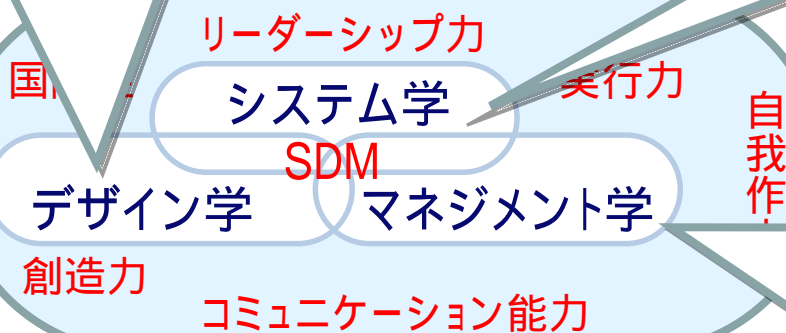 リーダーシップ力
国
実行力
システム学
SDM
デザイン学
マネジメント学
自我作
創造力
コミュニケーション能力